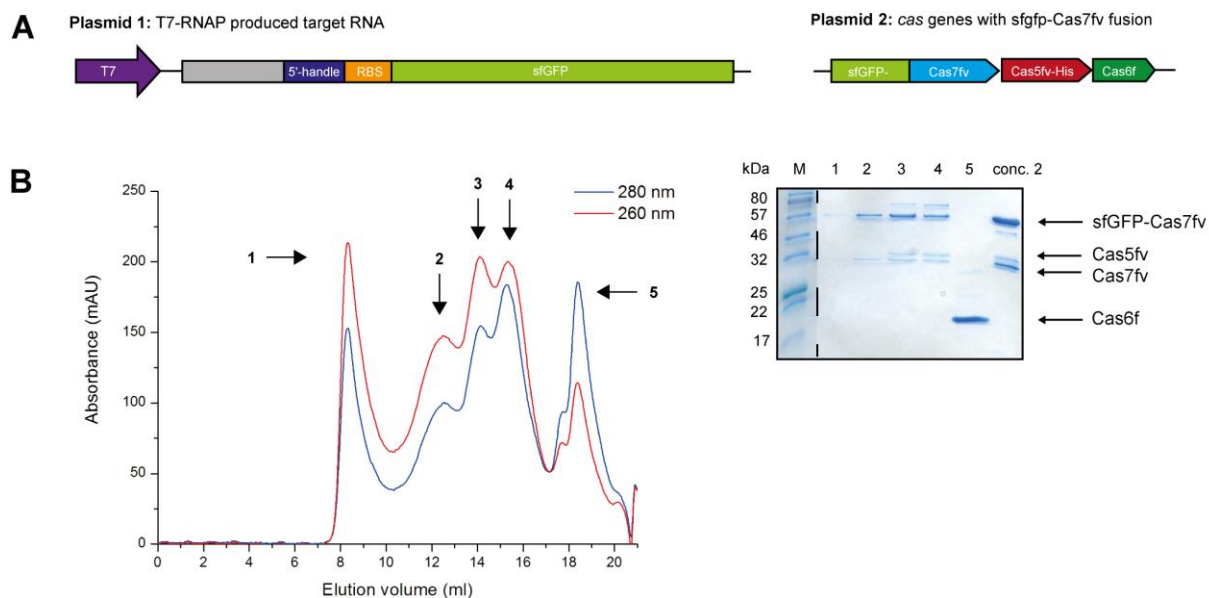 A
Plasmid 1: T7-RNAP produced target RNA
Plasmid 2: cas genes with sfgfp-Cas7fv fusion
T7 5'-handle RBS sfGFP
sfGFP- Cas7fv Cas5fv-His Cas6f
B
Absorbance (mAU)
250
200
150
100
50
0
0 2 4 6 8 10 12 14 16 18 20
Elution volume (ml)
1
2
3
4
5
280 nm
260 nm
kDa M 1 2 3 4 5 conc. 2
80
57
46
32
25
22
17
sfGFP-Cas7fv
Cas5fv
Cas7fv
Cas6f